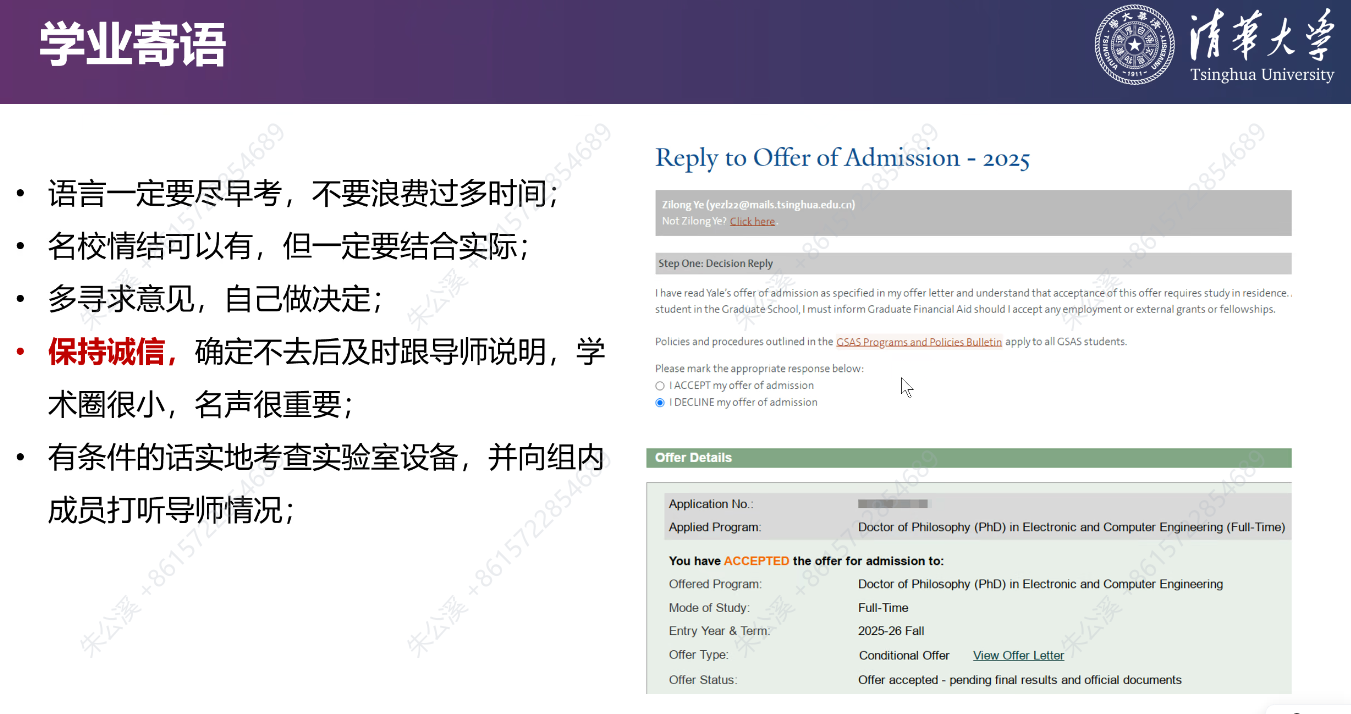 学业寄语
清华大学
Tsinghua University
• 语言一定要尽早考，不要浪费过多时间；
• 名校情结可以有，但一定要结合实际；
• 多寻求意见，自己做决定；
• 保持诚信，确定不去后及时跟导师说明，学
术圈很小，名声很重要；
• 有条件的话实地考查实验室设备，并向组内
成员打听导师情况；
Reply to Offer of Admission - 2025
Zilong Ye (yezl22@mails.tsinghua.edu.cn)
Not Zilong Ye? Click here.
Step One: Decision Reply
I have read Yale's offer of admission as specified in my offer letter and understand that acceptance of this offer requires study in residence..
student in the Graduate School, I must inform Graduate Financial Aid should I accept any employment or external grants or fellowships.
Policies and procedures outlined in the GSAS Programs and Policies Bulletin apply to all GSAS students.
Please mark the appropriate response below:
I ACCEPT my offer of admission
I DECLINE my offer of admission
Offer Details
Application No.:
Applied Program: Doctor of Philosophy (PhD) in Electronic and Computer Engineering (Full-Time)
You have ACCEPTED the offer for admission to:
Offered Program: Doctor of Philosophy (PhD) in Electronic and Computer Engineering
Mode of Study: Full-Time
Entry Year & Term: 2025-26 Fall
Offer Type: Conditional Offer View Offer Letter
Offer Status: Offer accepted - pending final results and official documents
朱公溪 +8615722854689